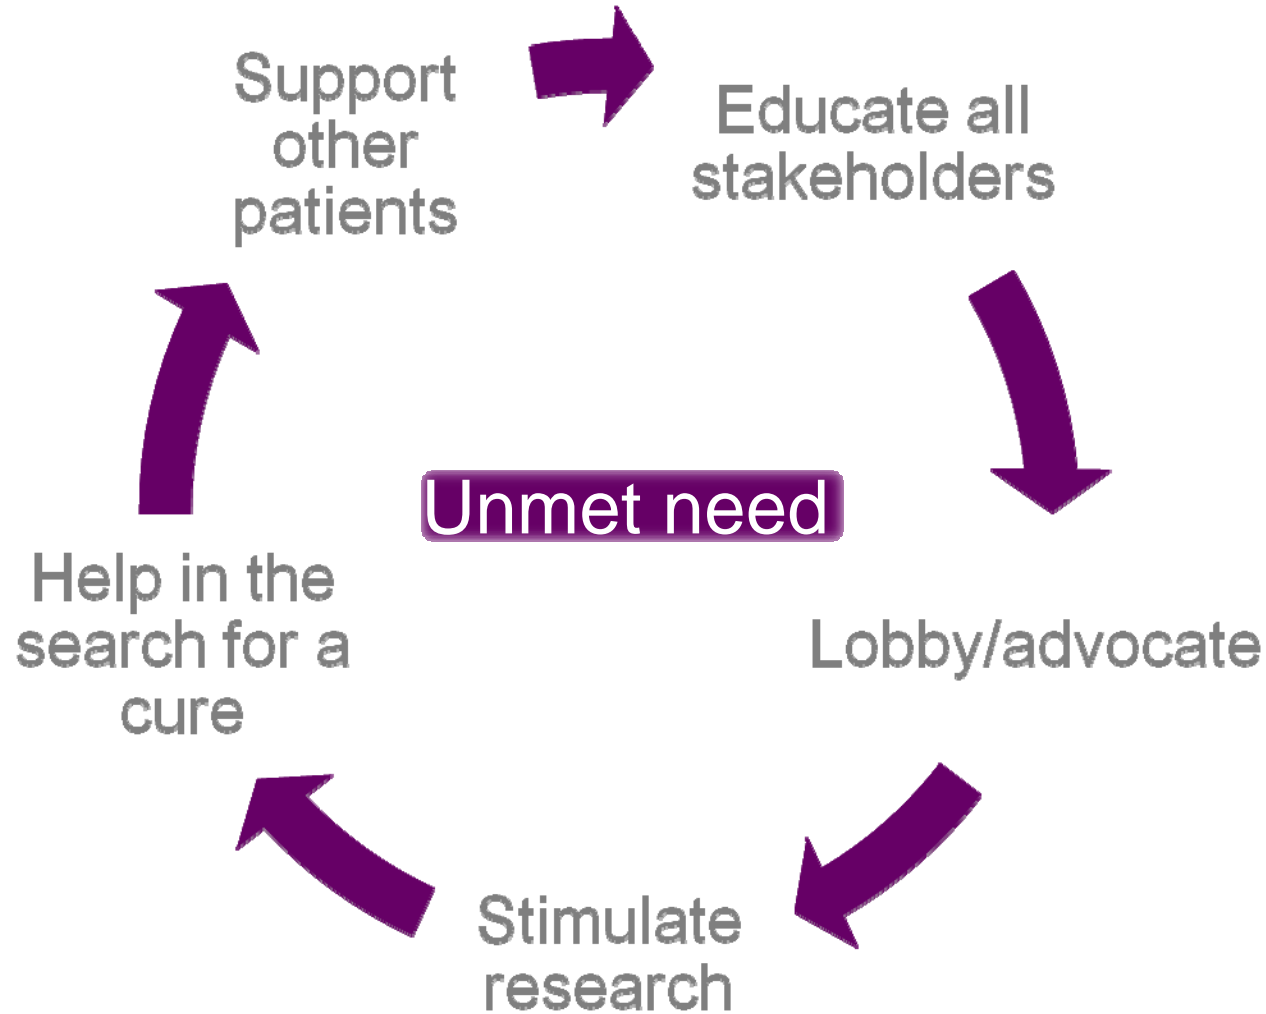 Support
other
patients
Educate all
stakeholders
Unmet need
Lobby/advocate
Stimulate
research
Help in the
search for a
cure